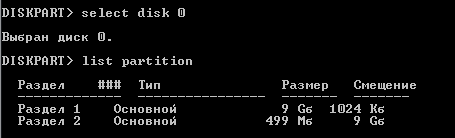 DISKPART> select disk 0
Выбран диск 0.
DISKPART> list partition
Раздел ### Тип Размер Смещение
------------- ---------------- ------- --------
Раздел 1 Основной 9 Gб 1024 Кб
Раздел 2 Основной 499 Mб 9 Gб